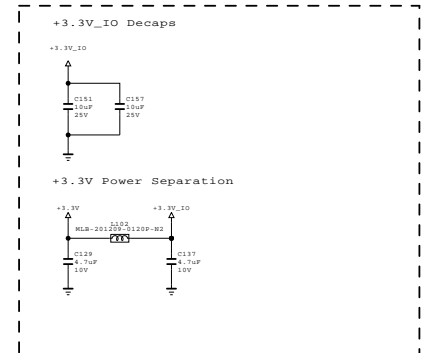 +3.3V_IO Decaps
+3.3V_IO
C151 C157
10uF 10uF
25V 25V
+3.3V Power Separation
+3.3V +3.3V_IO
L102
MLB-201209-0120P-N2
C129 C137
4.7uF 4.7uF
10V 10V